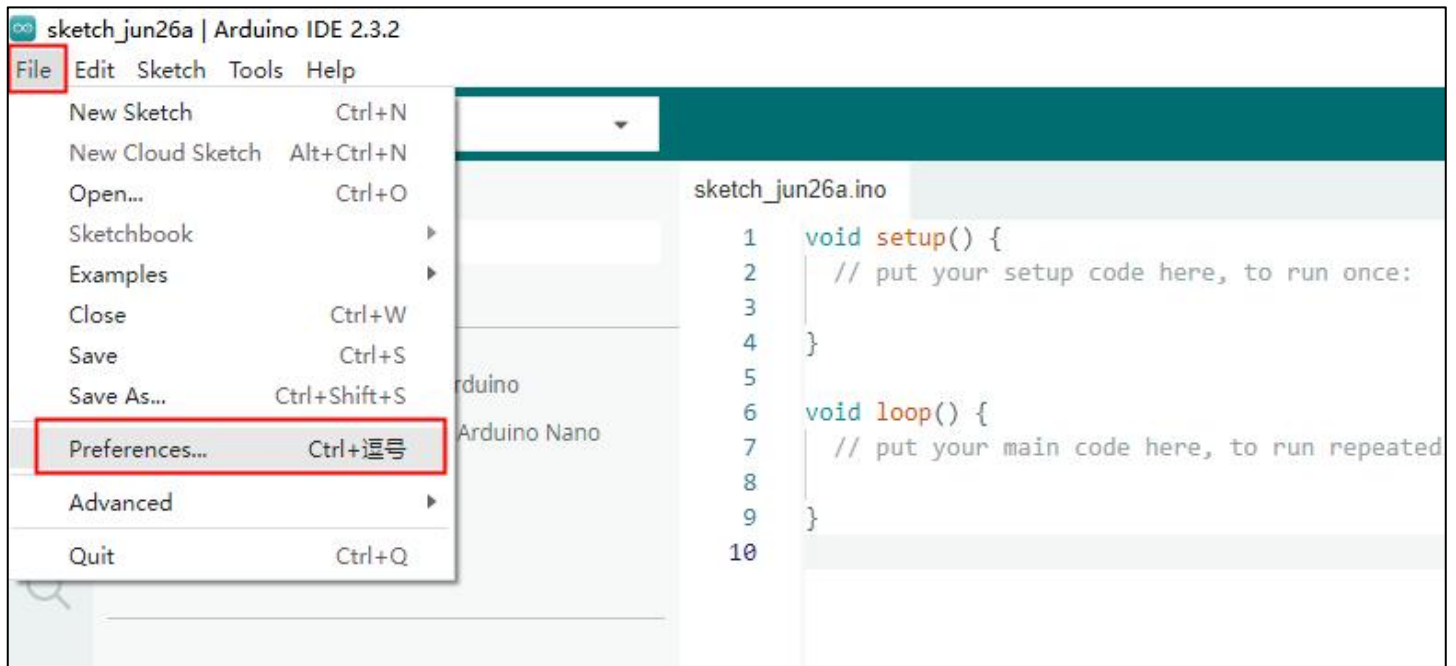 sketch_jun26a | Arduino IDE 2.3.2
File Edit Sketch Tools Help
New Sketch Ctrl+N
New Cloud Sketch Alt+Ctrl+N
Open... Ctrl+O
Sketchbook
Examples
Close Ctrl+W
Save Ctrl+S
Save As... Ctrl+Shift+S
Preferences... Ctrl+逗号
Advanced
Quit Ctrl+Q
rduino
Arduino Nano
sketch_jun26a.ino
1 void setup() {
2 // put your setup code here, to run once:
3
4 }
5
6 void loop() {
7 // put your main code here, to run repeated
8
9 }
10